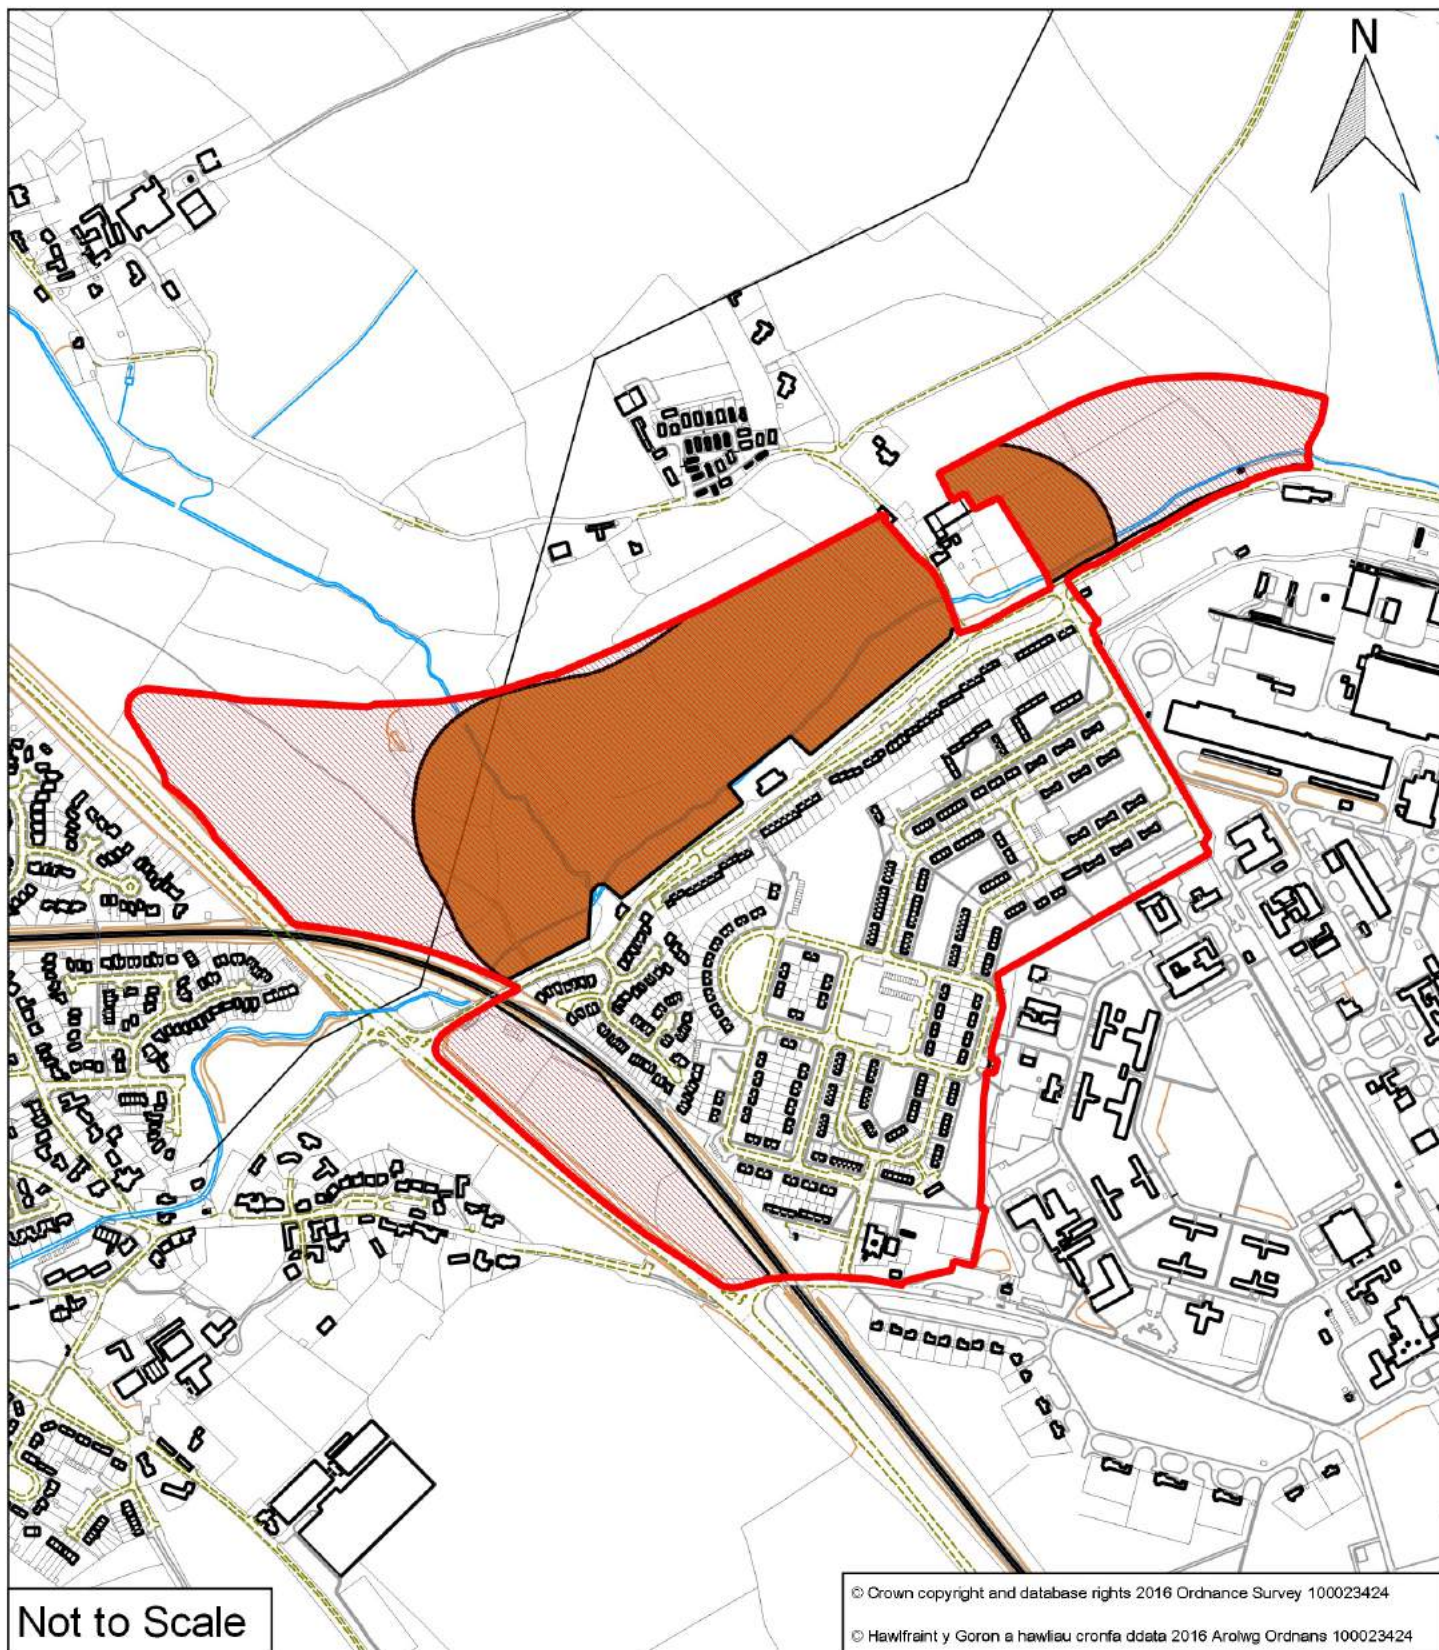 N
Not to Scale
© Crown copyright and database rights 2016 Ordnance Survey 100023424
© Hawlfraint y Goron a hawliau cronfa ddata 2016 Arolwg Ordnans 100023424